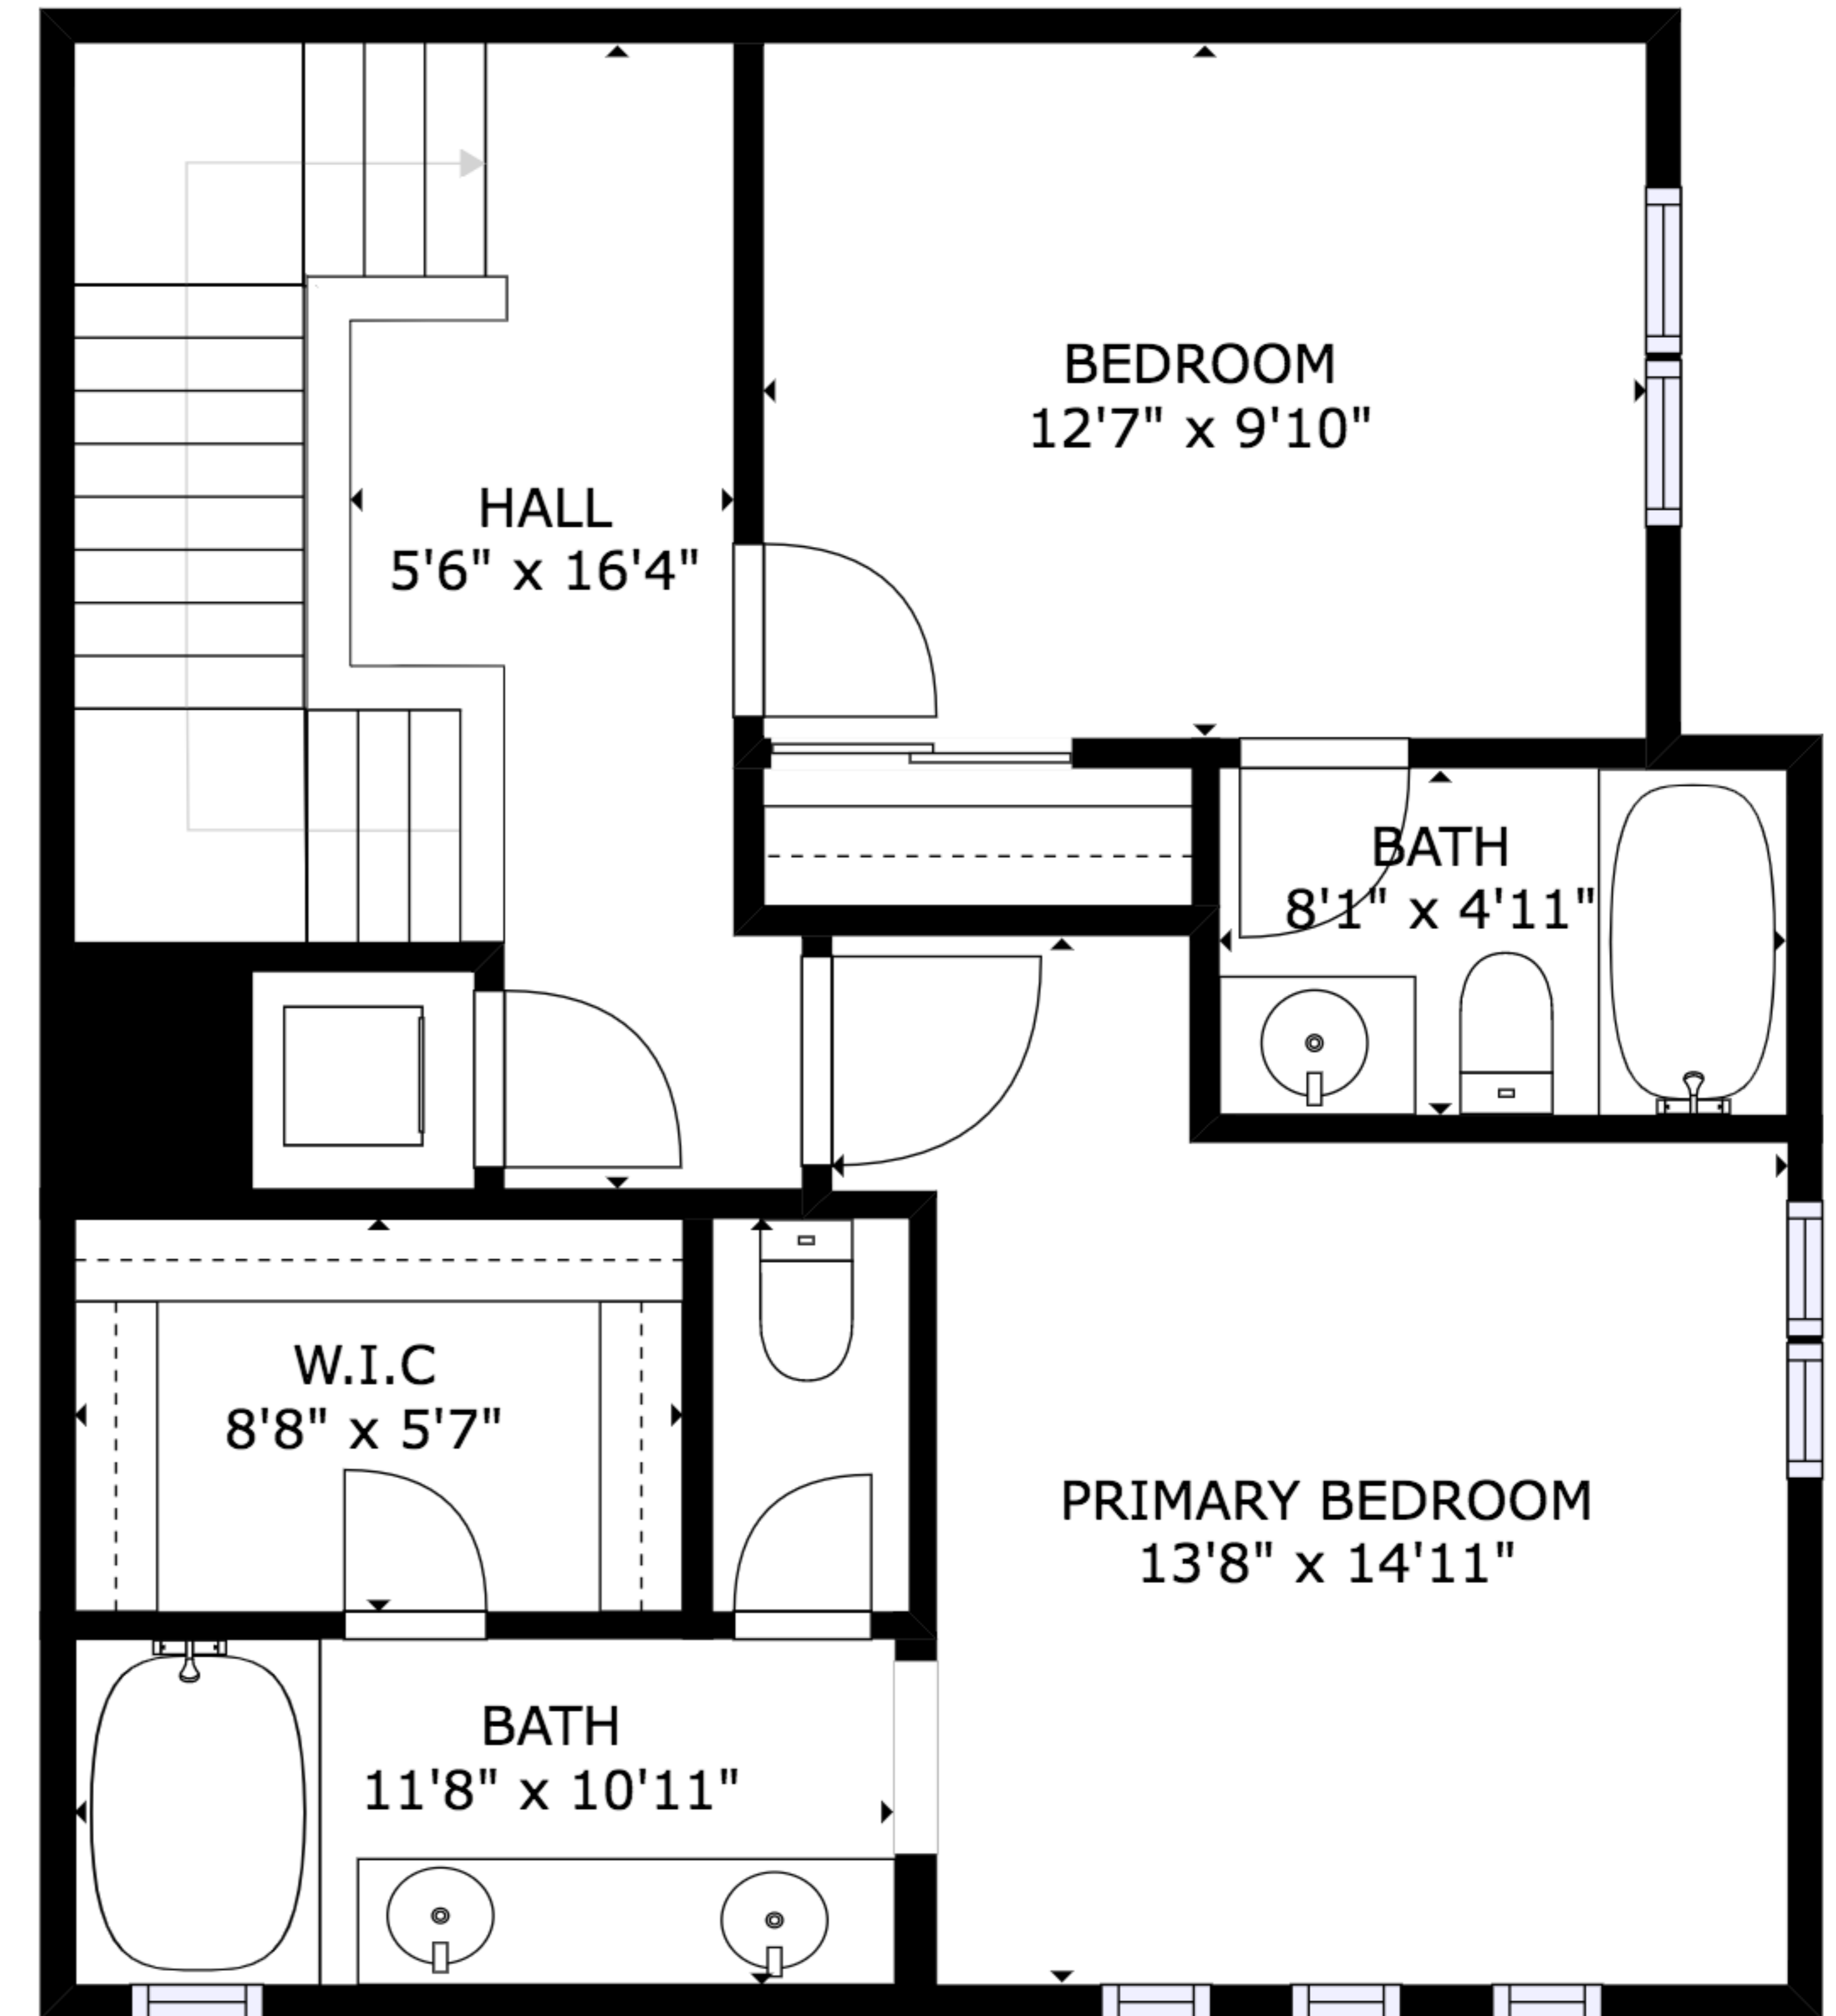 BEDROOM
12'7" x 9'10"
HALL
5'6" x 16'4"
BATH
8'1" x 4'11"
W.I.C
8'8" x 5'7"
PRIMARY BEDROOM
13'8" x 14'11"
BATH
11'8" x 10'11"